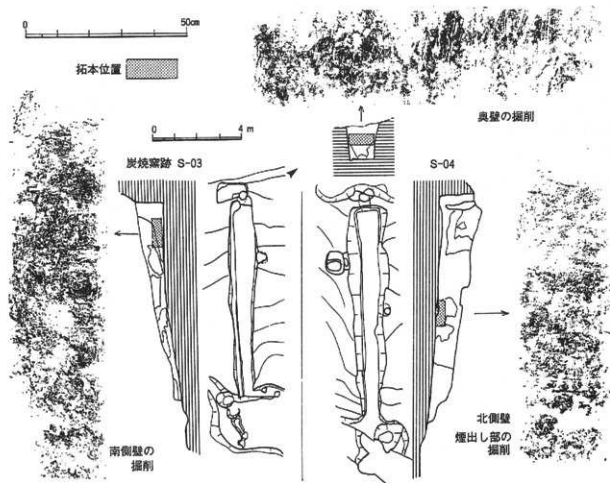 0 50cm
拓本位置
奥壁の掘削
0 4 m
炭焼窯跡 S-03
S-04
南側壁の
掘削
北側壁
煙出し部の
掘削